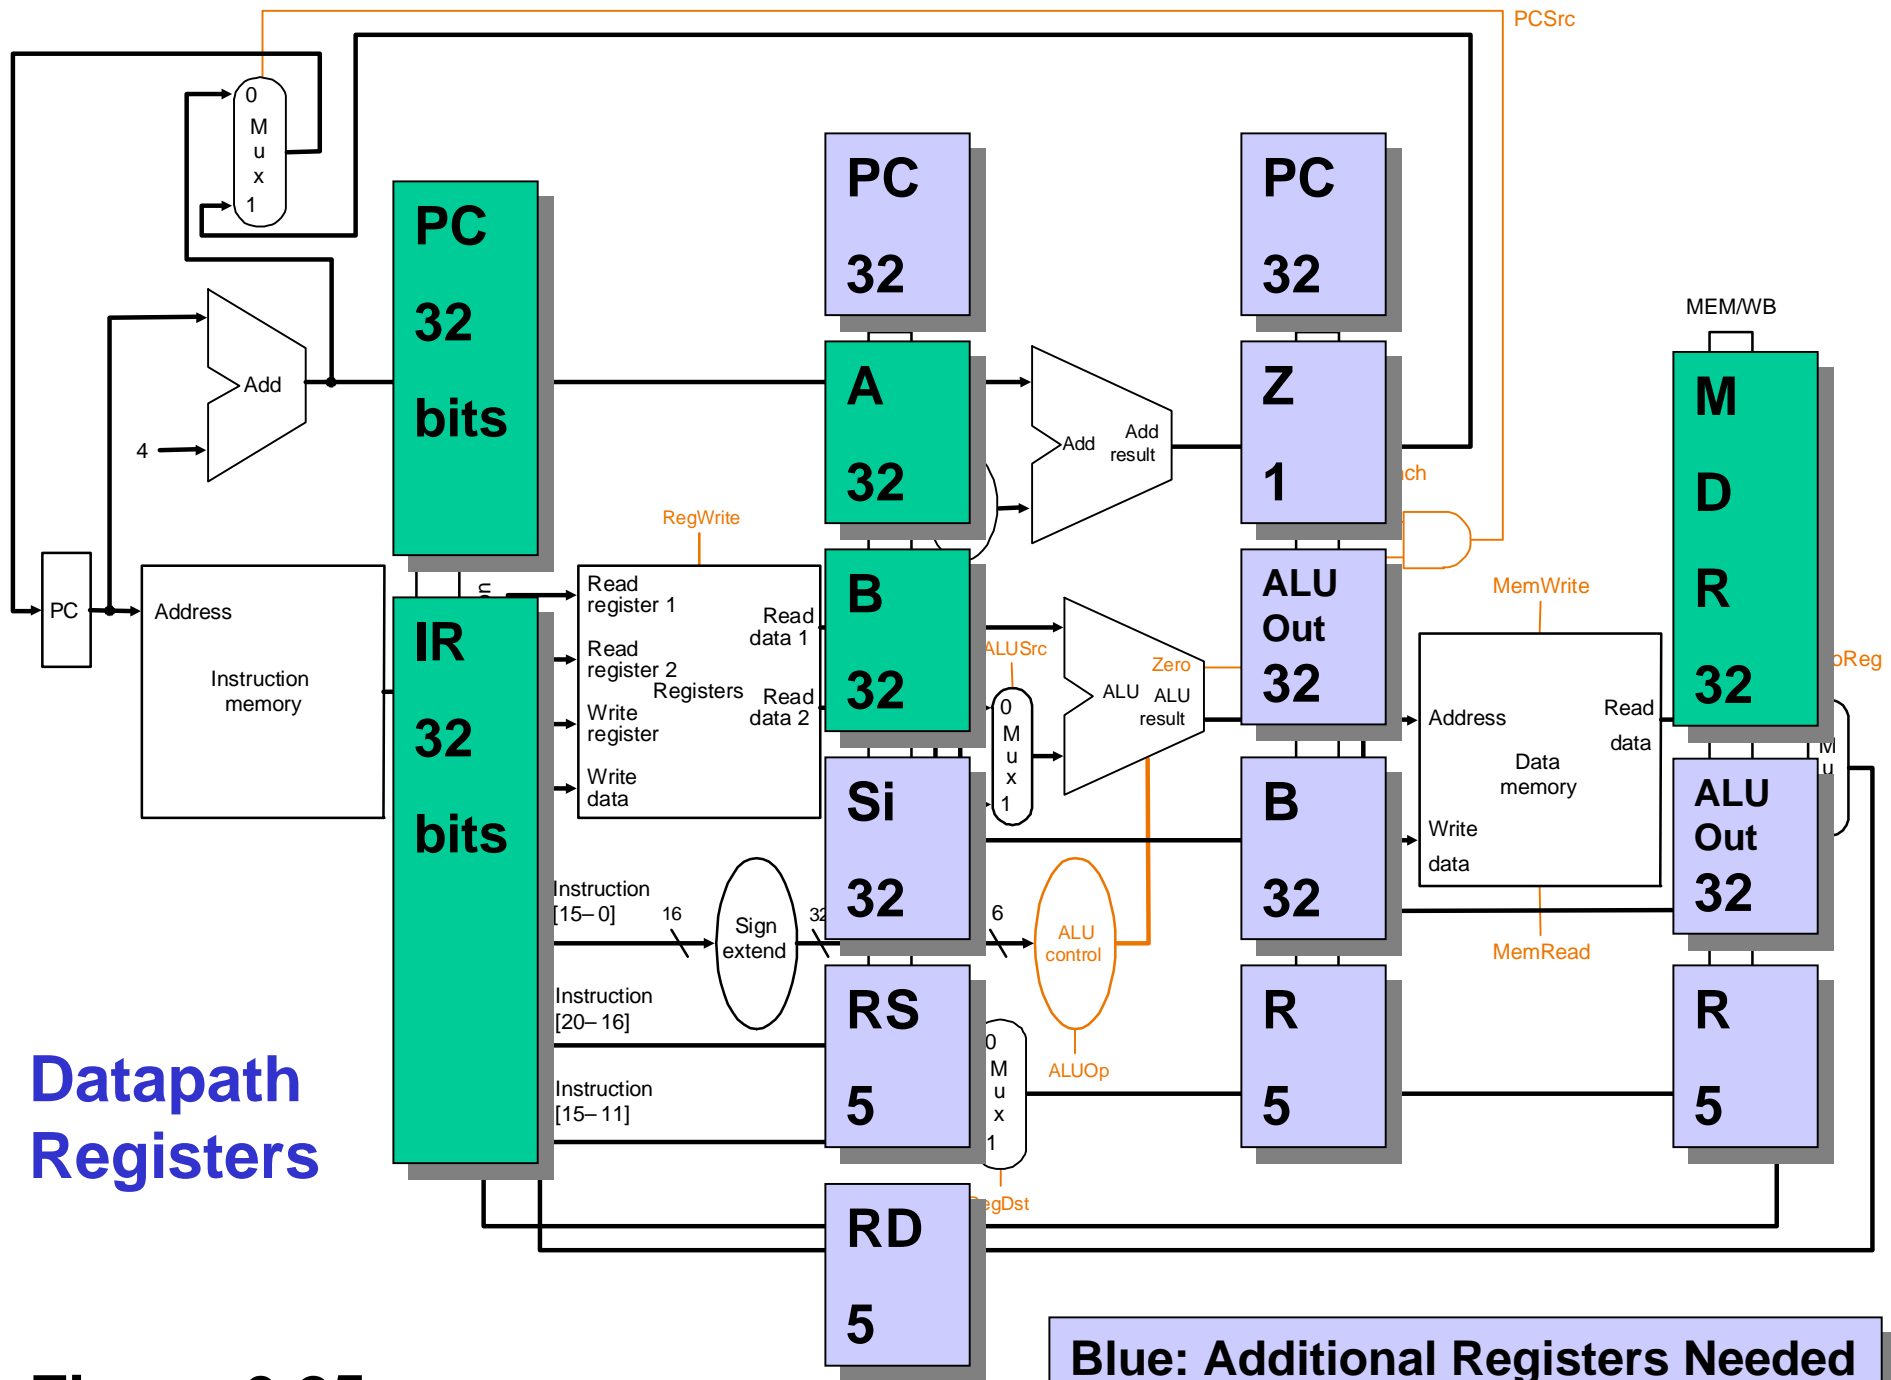 PCSrc
0
M
u
x
1
PC
32
bits
PC
32
PC
32
MEM/WB
Add
4
A
32
Add
Add
result
Z
1
M
D
R
32
RegWrite
PC
Address
Instruction
memory
IR
32
bits
Read
register 1
Read
register 2
Write
register
Write
data
Registers
Read
data 1
Read
data 2
B
32
ALUSrc
0
M
u
x
1
Zero
ALU
ALU
result
ALU
Out
32
MemWrite
Address
Read
data
Data
memory
Write
data
MemRead
M
u
ALU
Out
32
Si
32
B
32
Instruction
[15– 0]
16
Sign
extend
32
6
ALU
control
ALUOp
Instruction
[20– 16]
Instruction
[15– 11]
RS
5
0
M
u
x
1
R
5
R
5
Datapath
Registers
RD
5
Blue: Additional Registers Needed